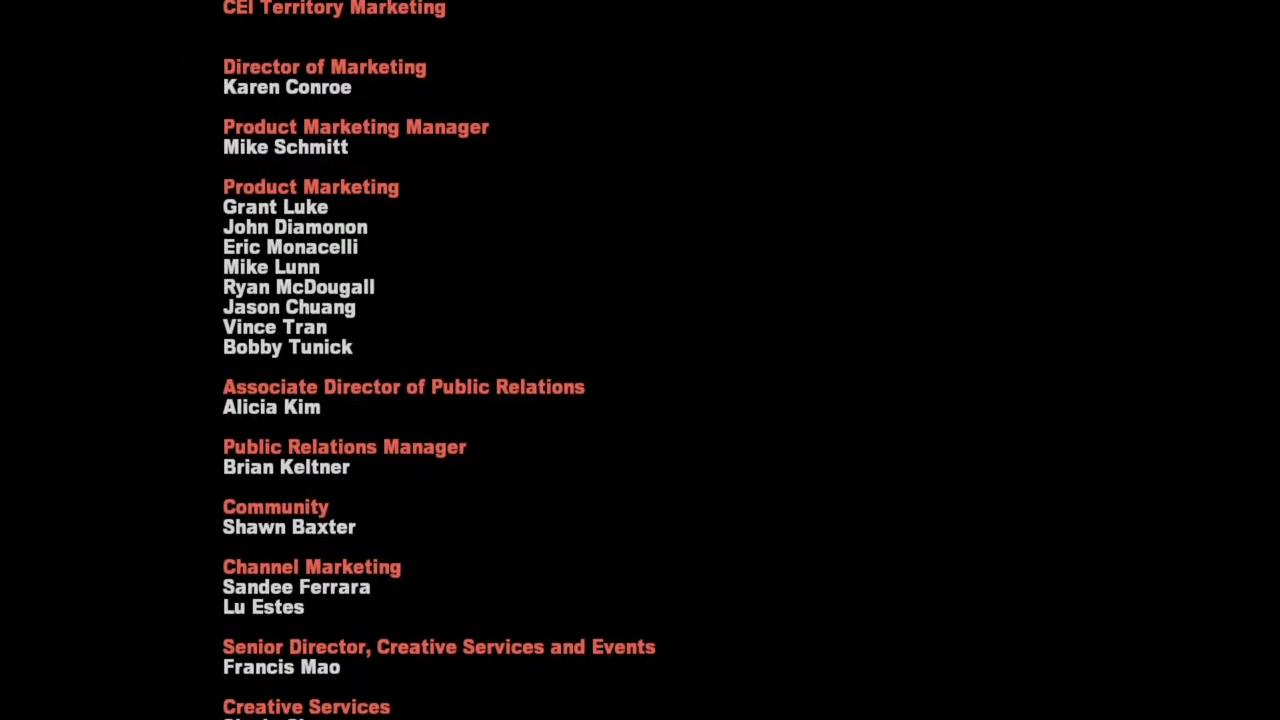 CEI Territory Marketing
Director of Marketing
Karen Conroe
Product Marketing Manager
Mike Schmitt
Product Marketing
Grant Luke
John Diamonon
Eric Monacelli
Mike Lunn
Ryan McDougall
Jason Chuang
Vince Tran
Bobby Tunick
Associate Director of Public Relations
Alicia Kim
Public Relations Manager
Brian Keltner
Community
Shawn Baxter
Channel Marketing
Sandee Ferrara
Lu Estes
Senior Director, Creative Services and Events
Francis Mao
Creative Services